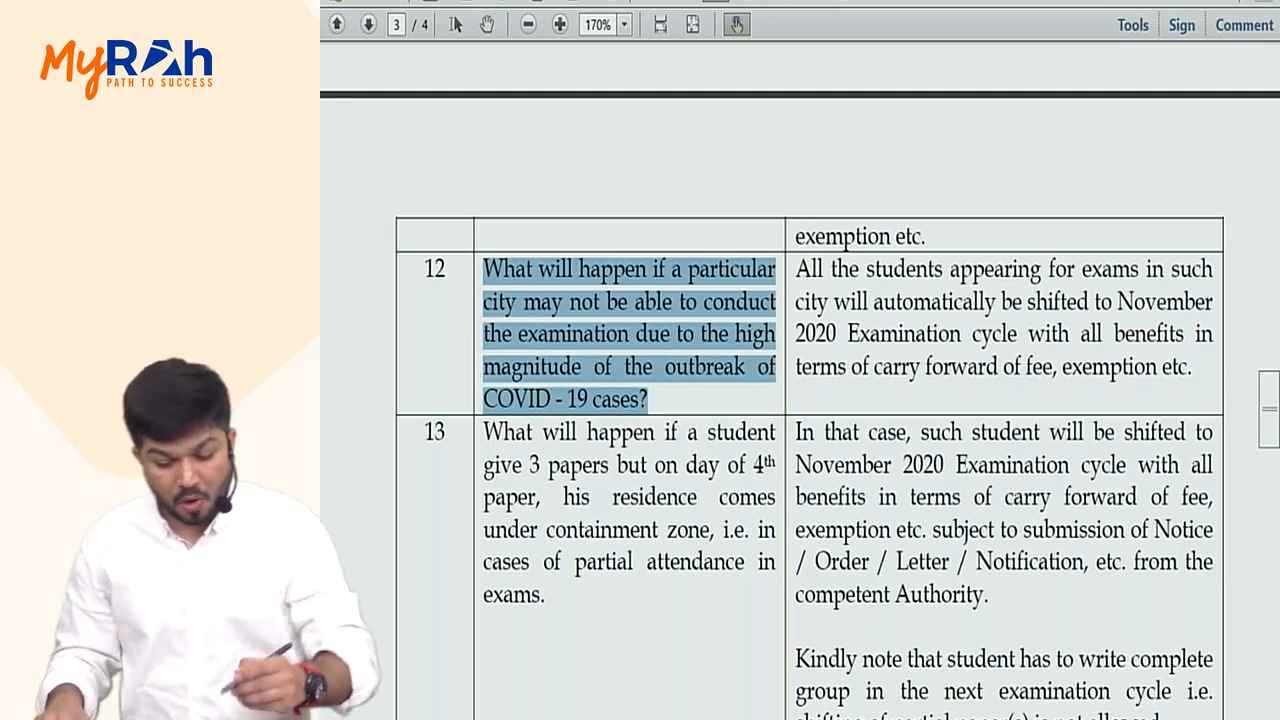 MyRAh
PATH TO SUCCESS
3 / 4
170%
Tools
Sign
Comment
exemption etc.
12
What will happen if a particular
city may not be able to conduct
the examination due to the high
magnitude of the outbreak of
COVID - 19 cases?
All the students appearing for exams in such
city will automatically be shifted to November
2020 Examination cycle with all benefits in
terms of carry forward of fee, exemption etc.
13
What will happen if a student
give 3 papers but on day of 4th
paper, his residence comes
under containment zone, i.e. in
cases of partial attendance in
exams.
In that case, such student will be shifted to
November 2020 Examination cycle with all
benefits in terms of carry forward of fee,
exemption etc. subject to submission of Notice
/ Order / Letter / Notification, etc. from the
competent Authority.
Kindly note that student has to write complete
group in the next examination cycle i.e.
shifting of partial paper(s) is not allowed